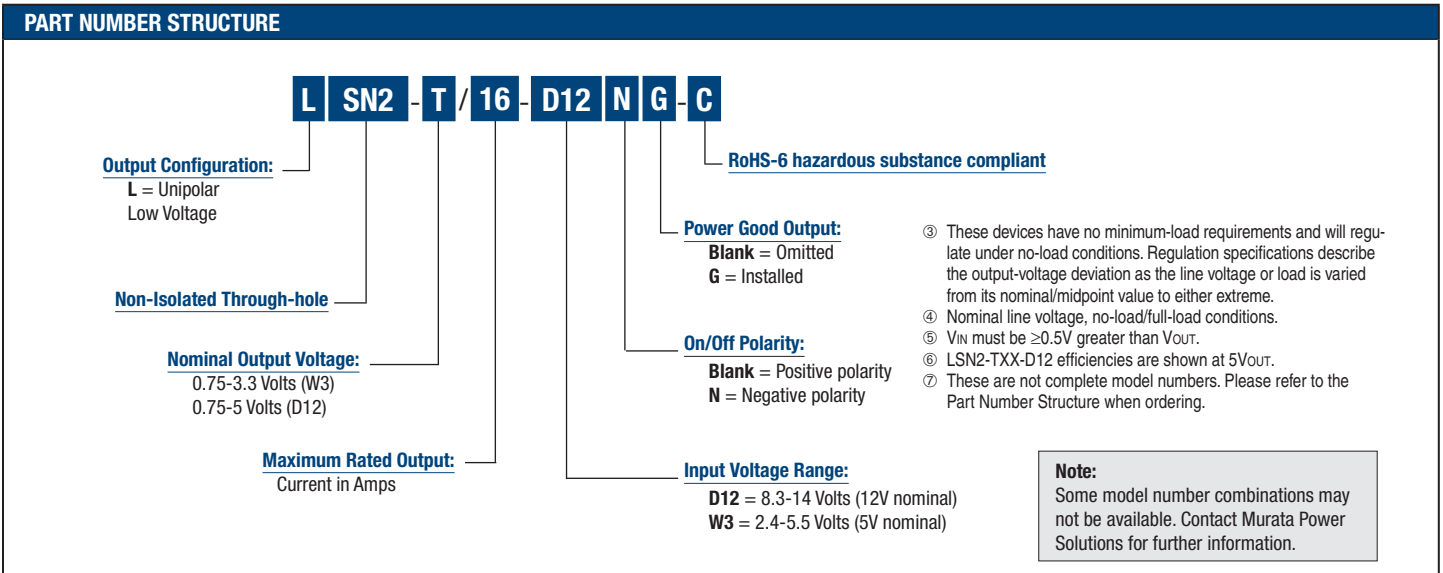 PART NUMBER STRUCTURE
L SN2 - T / 16 - D12 N G - C
Output Configuration:
L = Unipolar
Low Voltage
Non-Isolated Through-hole
Nominal Output Voltage:
0.75-3.3 Volts (W3)
0.75-5 Volts (D12)
Maximum Rated Output:
Current in Amps
RoHS-6 hazardous substance compliant
Power Good Output:
Blank = Omitted
G = Installed
On/Off Polarity:
Blank = Positive polarity
N = Negative polarity
Input Voltage Range:
D12 = 8.3-14 Volts (12V nominal)
W3 = 2.4-5.5 Volts (5V nominal)
③ These devices have no minimum-load requirements and will regu-
late under no-load conditions. Regulation specifications describe
the output-voltage deviation as the line voltage or load is varied
from its nominal/midpoint value to either extreme.
④ Nominal line voltage, no-load/full-load conditions.
⑤ VIN must be ≥0.5V greater than VOUT.
⑥ LSN2-TXX-D12 efficiencies are shown at 5VOUT.
⑦ These are not complete model numbers. Please refer to the
Part Number Structure when ordering.
Note:
Some model number combinations may
not be available. Contact Murata Power
Solutions for further information.